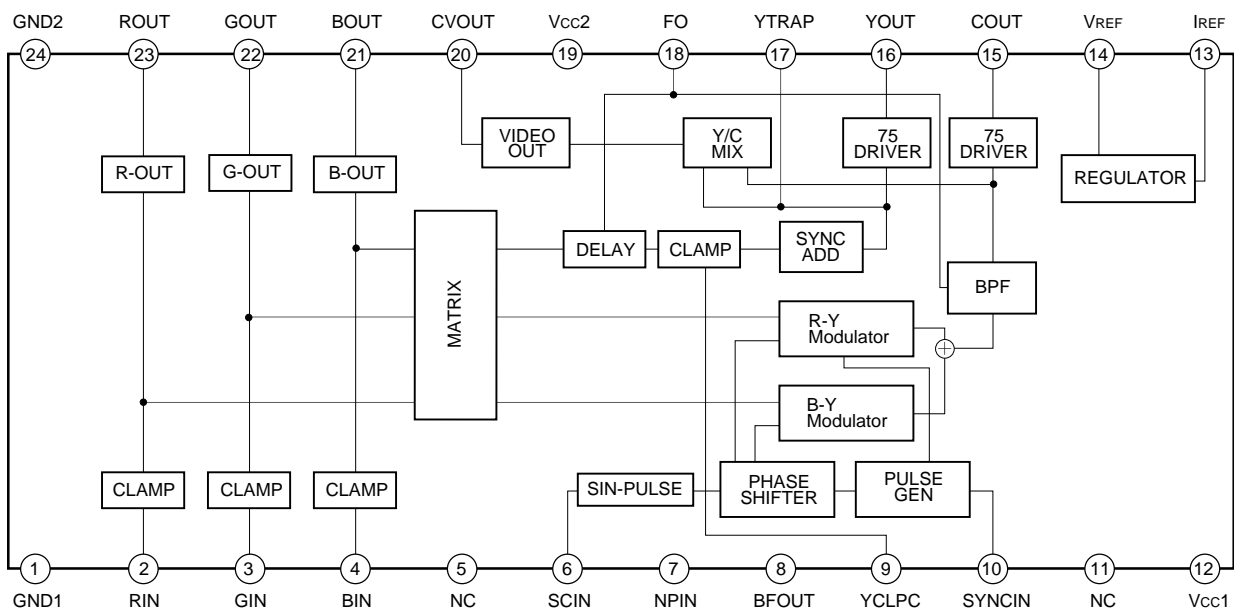 GND2 ROUT GOUT BOUT CVOUT VCC2 FO YTRAP YOUT COUT VREF IREF
24 23 22 21 20 19 18 17 16 15 14 13
VIDEO OUT
Y/C MIX
75 DRIVER
75 DRIVER
R-OUT
G-OUT
B-OUT
REGULATOR
MATRIX
DELAY
CLAMP
SYNC ADD
BPF
R-Y Modulator
B-Y Modulator
CLAMP
CLAMP
CLAMP
SIN-PULSE
PHASE SHIFTER
PULSE GEN
1 2 3 4 5 6 7 8 9 10 11 12
GND1 RIN GIN BIN NC SCIN NPIN BFOUT YCLPC SYNCIN NC VCC1